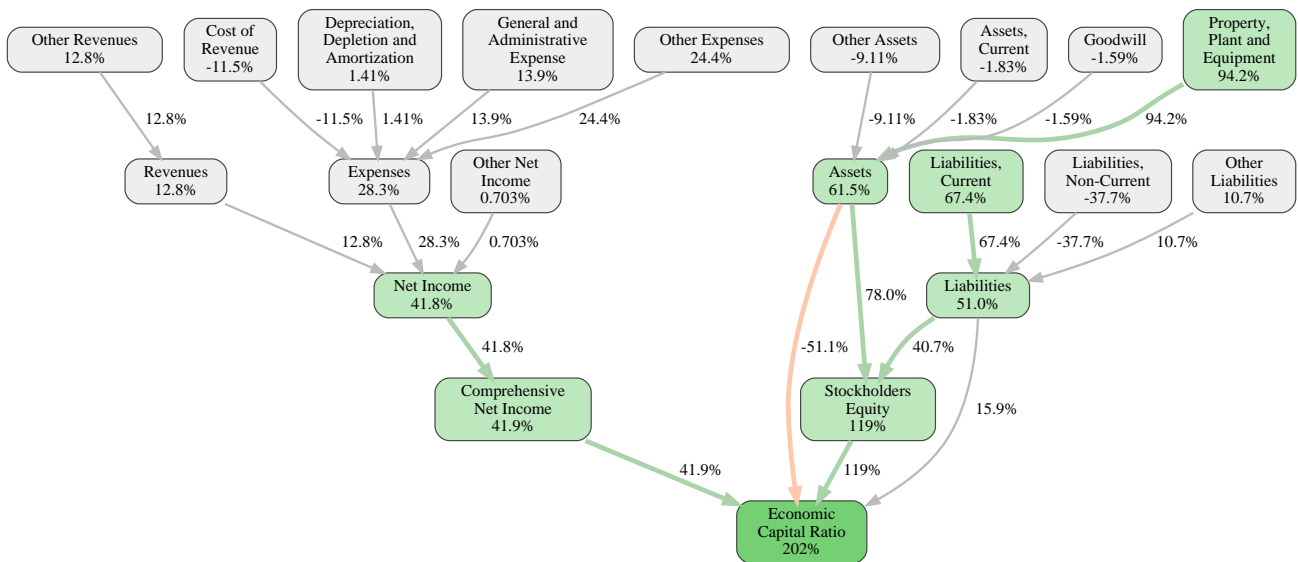 Other Revenues
12.8%
Cost of
Revenue
-11.5%
Depreciation,
Depletion and
Amortization
1.41%
General and
Administrative
Expense
13.9%
Other Expenses
24.4%
Other Assets
-9.11%
Assets,
Current
-1.83%
Goodwill
-1.59%
Property,
Plant and
Equipment
94.2%
12.8%
-11.5%
1.41%
13.9%
24.4%
-9.11%
-1.83%
-1.59%
94.2%
Revenues
12.8%
Expenses
28.3%
Other Net
Income
0.703%
Assets
61.5%
Liabilities,
Current
67.4%
Liabilities,
Non-Current
-37.7%
Other
Liabilities
10.7%
12.8%
28.3%
0.703%
67.4%
-37.7%
10.7%
Net Income
41.8%
78.0%
Liabilities
51.0%
41.8%
-51.1%
40.7%
Comprehensive
Net Income
41.9%
Stockholders
Equity
119%
15.9%
41.9%
119%
Economic
Capital Ratio
202%